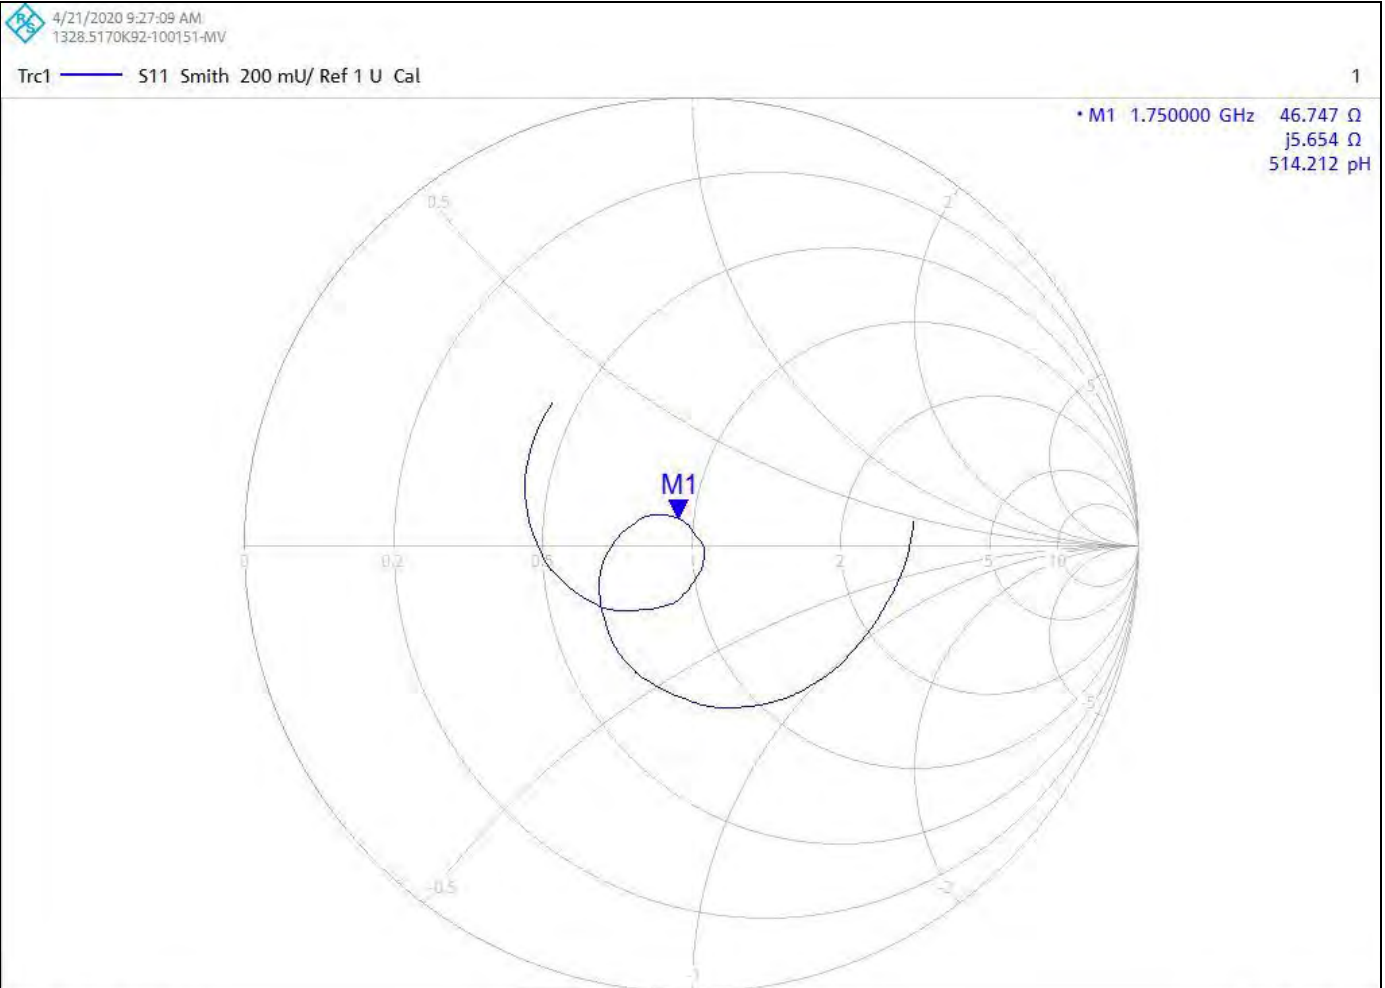 R&S
4/21/2020 9:27:09 AM
1328.5170K92-100151-MV
Trc1 S11 Smith 200 mU/ Ref 1 U Cal 1
• M1 1.750000 GHz 46.747 Ω
j5.654 Ω
514.212 pH
0.5 2
5
M1
0 0.2 0.5 1 2 5 10
-5
-0.5 -2
-1